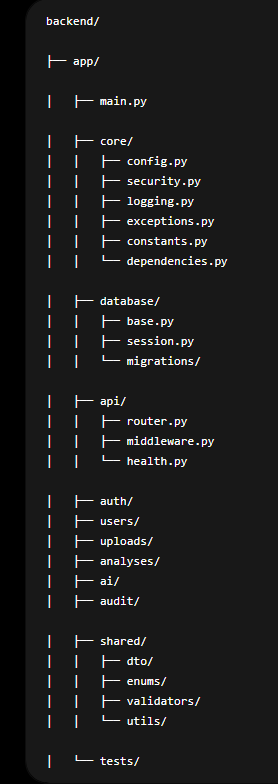 backend/
├── app/
│   ├── main.py
│   ├── core/
│   │   ├── config.py
│   │   ├── security.py
│   │   ├── logging.py
│   │   ├── exceptions.py
│   │   ├── constants.py
│   │   └── dependencies.py
│   ├── database/
│   │   ├── base.py
│   │   ├── session.py
│   │   └── migrations/
│   ├── api/
│   │   ├── router.py
│   │   ├── middleware.py
│   │   └── health.py
│   ├── auth/
│   ├── users/
│   ├── uploads/
│   ├── analyses/
│   ├── ai/
│   ├── audit/
│   ├── shared/
│   │   ├── dto/
│   │   ├── enums/
│   │   ├── validators/
│   │   └── utils/
│   └── tests/